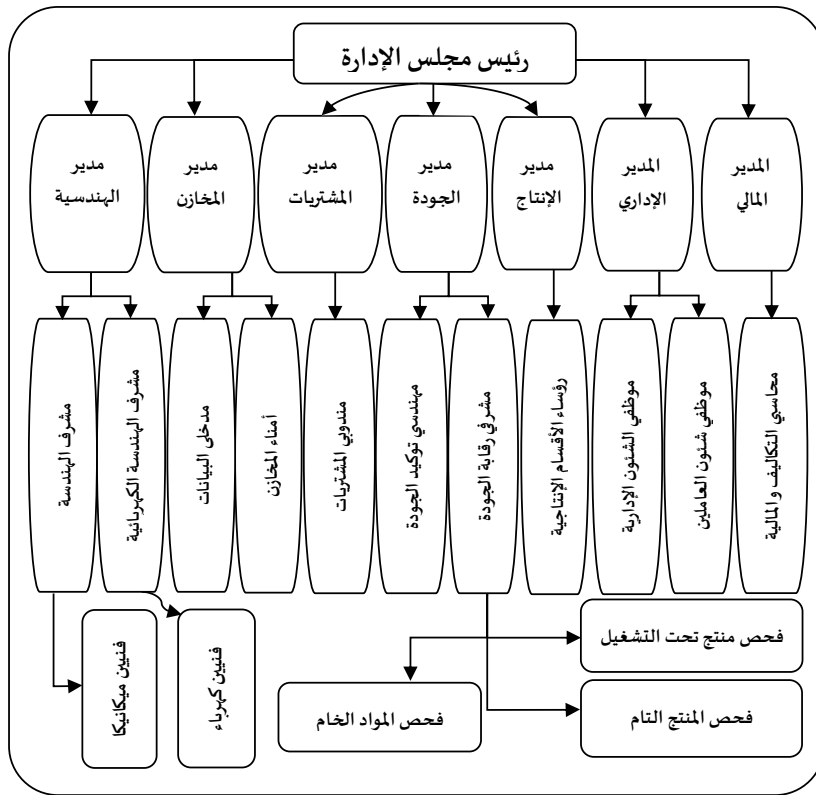 رئيس مجلس الإدارة
المدير
المالي
المدير
الإداري
مدير
الإنتاج
مدير
الجودة
مدير
المشتريات
مدير
المخازن
مدير
الهندسية
محاسبي التكاليف والمالية
موظفي شئون العاملين
موظفي الشئون الإدارية
رؤساء الأقسام الإنتاجية
مشرفي رقابة الجودة
مهندسي توكيد الجودة
مندوبي المشتريات
أمناء المخازن
مدخلى البيانات
مشرف الهندسة الكهربائية
مشرف الهندسة
فحص منتج تحت التشغيل
فحص المنتج التام
فحص المواد الخام
فنيين كهرباء
فنيين ميكانيكا